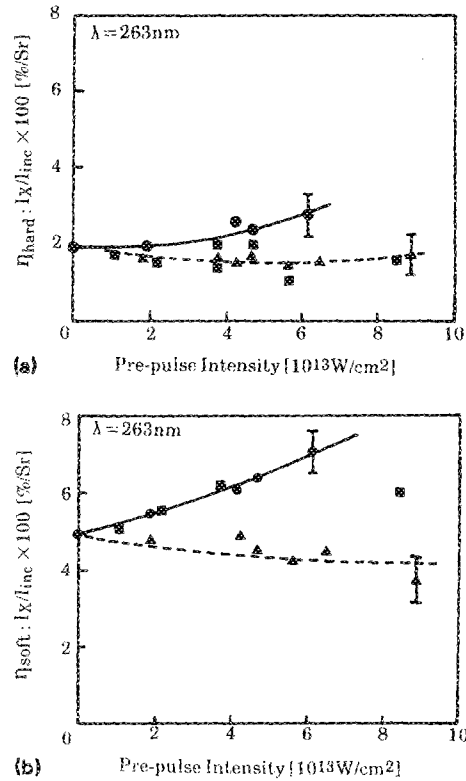 8
λ = 263nm
6
4
2
0
ηhard : IX/Iinc × 100 [%/Sr]
0 2 4 6 8 10
(a) Pre-pulse Intensity [10¹³W/cm²]
8
λ = 263nm
6
4
2
0
ηsoft : IX/Iinc × 100 [%/Sr]
0 2 4 6 8 10
(b) Pre-pulse Intensity [10¹³W/cm²]